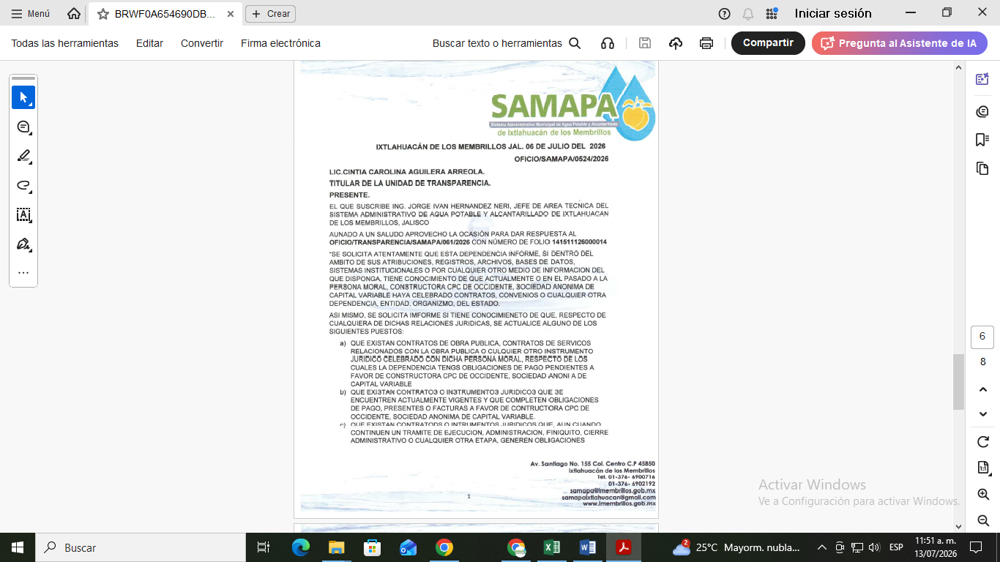 Menú
BRWF0A654690DB...
Crear
Iniciar sesión
Todas las herramientas
Editar
Convertir
Firma electrónica
Buscar texto o herramientas
Compartir
Pregunta al Asistente de IA
SAMAPA
Sistema Administrativo Municipal de Agua Potable y Alcantarillado
de Ixtlahuacán de los Membrillos
IXTLAHUACÁN DE LOS MEMBRILLOS JAL. 06 DE JULIO DEL 2026
OFICIO/SAMAPA/0524/2026
LIC.CINTIA CAROLINA AGUILERA ARREOLA.
TITULAR DE LA UNIDAD DE TRANSPARENCIA.
PRESENTE.
EL QUE SUSCRIBE ING. JORGE IVAN HERNANDEZ NERI, JEFE DE AREA TECNICA DEL
SISTEMA ADMINISTRATIVO DE AGUA POTABLE Y ALCANTARILLADO DE IXTLAHUACAN
DE LOS MEMBRILLOS, JALISCO
AUNADO A UN SALUDO APROVECHO LA OCASIÓN PARA DAR RESPUESTA AL
OFICIO/TRANSPARENCIA/SAMAPA/061/2026 CON NÚMERO DE FOLIO 141511126000014
"SE SOLICITA ATENTAMENTE QUE ESTA DEPENDENCIA INFORME, SI DENTRO DEL
AMBITO DE SUS ATRIBUCIONES, REGISTROS, ARCHIVOS, BASES DE DATOS,
SISTEMAS INSTITUCIONALES O POR CUALQUIER OTRO MEDIO DE INFORMACION DEL
QUE DISPONGA, TIENE CONOCIMIENTO DE QUE ACTUALMENTE O EN EL PASADO A LA
PERSONA MORAL, CONSTRUCTORA CPC DE OCCIDENTE, SOCIEDAD ANONIMA DE
CAPITAL VARIABLE HAYA CELEBRADO CONTRATOS, CONVENIOS O CUALQUIER OTRA
DEPENDENCIA, ENTIDAD, ORGANIZMO, DEL ESTADO.
ASI MISMO, SE SOLICITA IMFORME SI TIENE CONOCIMIENETO DE QUE, RESPECTO DE
CUALQUIERA DE DICHAS RELACIONES JURIDICAS, SE ACTUALICE ALGUNO DE LOS
SIGUIENTES PUESTOS:
a) QUE EXISTAN CONTRATOS DE OBRA PUBLICA, CONTRATOS DE SERVICOS
RELACIONADOS CON LA OBRA PUBLICA O CULQUIER OTRO INSTRUMENTO
JURIDICO CELEBRADO CON DICHA PERSONA MORAL, RESPECTO DE LOS
CUALES LA DEPENDENCIA TENGS OBLIGACIONES DE PAGO PENDIENTES A
FAVOR DE CONSTRUCTORA CPC DE OCCIDENTE, SOCIEDAD ANONI A DE
CAPITAL VARIABLE
b) QUE EXISTAN CONTRATOS O INSTRUMENTOS JURIDICOS QUE SE
ENCUENTREN ACTUALMENTE VIGENTES Y QUE COMPLETEN OBLIGACIONES
DE PAGO, PRESENTES O FACTURAS A FAVOR DE CONTRUCTORA CPC DE
OCCIDENTE, SOCIEDAD ANONIMA DE CAPITAL VARIABLE.
c) QUE EXISTAN CONTRATODS O INTRUMENTOS JURIDICOS QUE, AUN CUANDO
CONTINUEN UN TRAMITE DE EJECUCION, ADMINISTRACION, FINIQUITO, CIERRE
ADMINISTRATIVO O CUALQUIER OTRA ETAPA, GENEREN OBLIGACIONES
Av. Santiago No. 155 Col. Centro C.P 45850
ixtlahuacán de los Membrillos
Tel. 01-376- 6900716
01-376- 6902192
samapa@imembrillos.gob.mx
samapaixtlahuacan@gmail.com
www.imembrillos.gob.mx
1
6
8
Activar Windows
Ve a Configuración para activar Windows.
Buscar
2
25°C Mayorm. nubla...
ESP
11:51 a. m.
13/07/2026